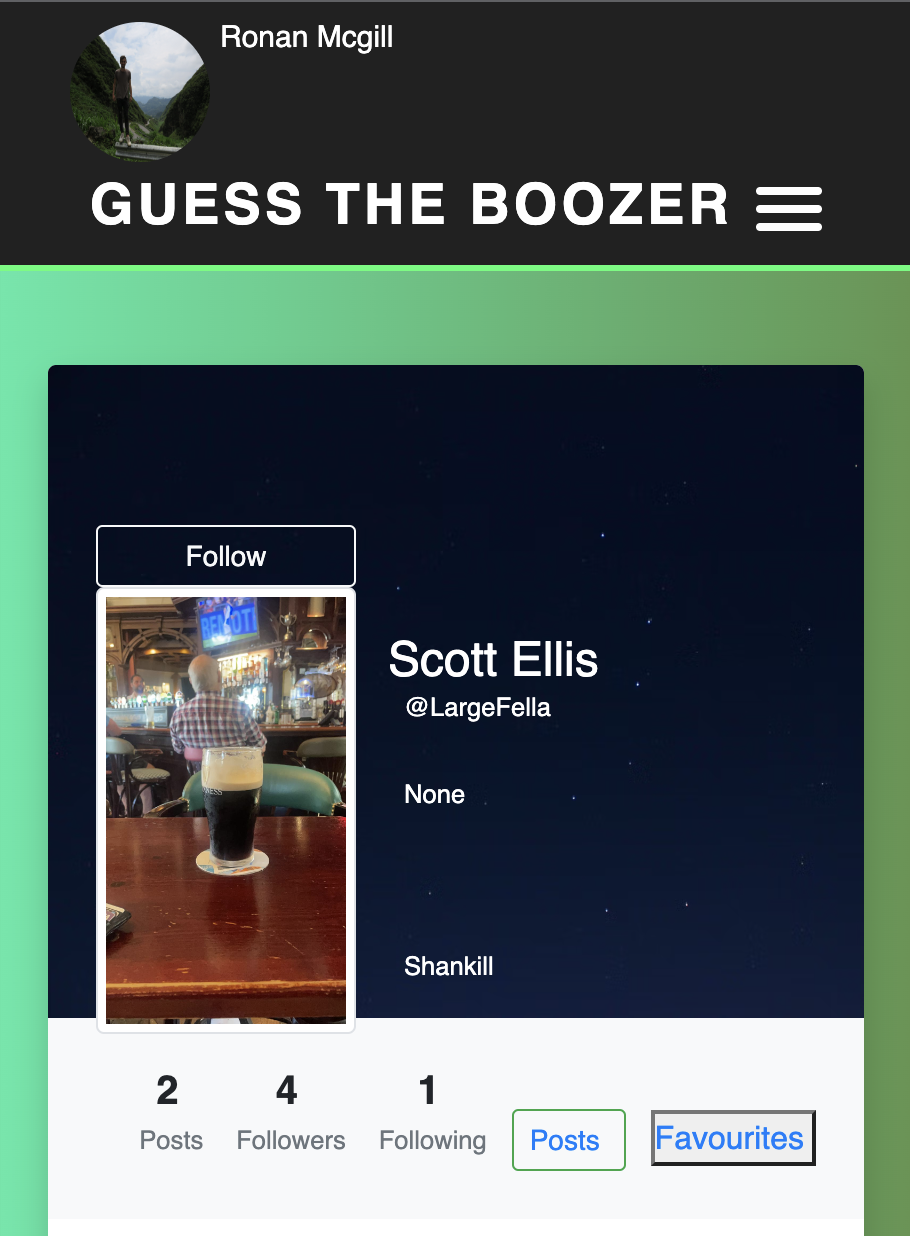 Ronan Mcgill
GUESS THE BOOZER
Follow
Scott Ellis
@LargeFella
None
Shankill
2 4 1
Posts Followers Following
Posts Favourites